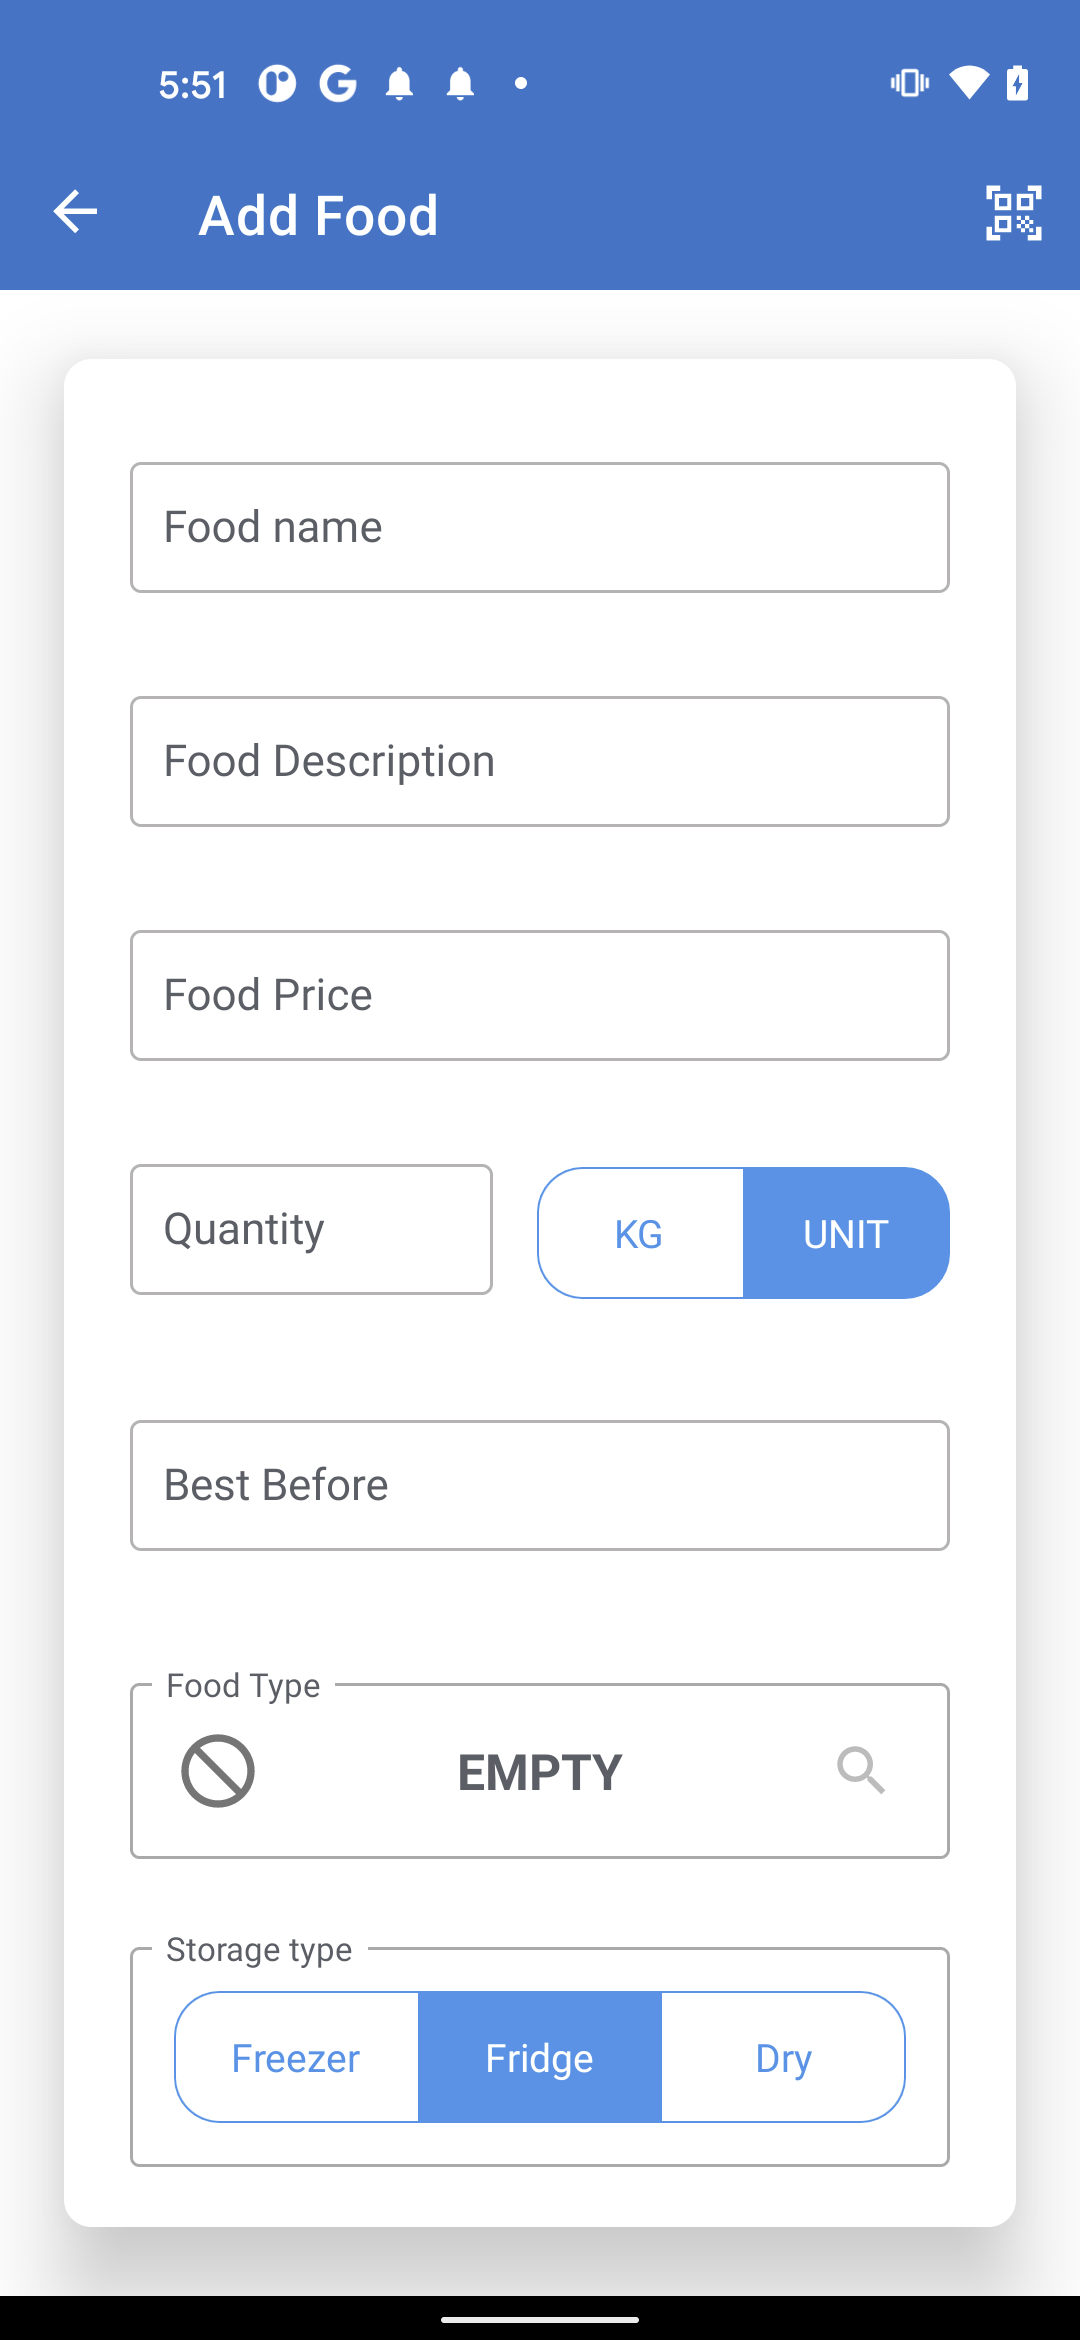 5:51
Add Food
Food name
Food Description
Food Price
Quantity
KG
UNIT
Best Before
Food Type
EMPTY
Storage type
Freezer
Fridge
Dry